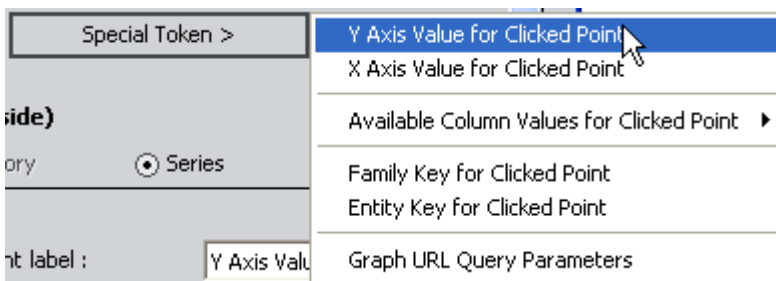 Special Token >
Y Axis Value for Clicked Point
X Axis Value for Clicked Point
Available Column Values for Clicked Point
Family Key for Clicked Point
Entity Key for Clicked Point
Graph URL Query Parameters
side)
ory
Series
nt label :
Y Axis Valu